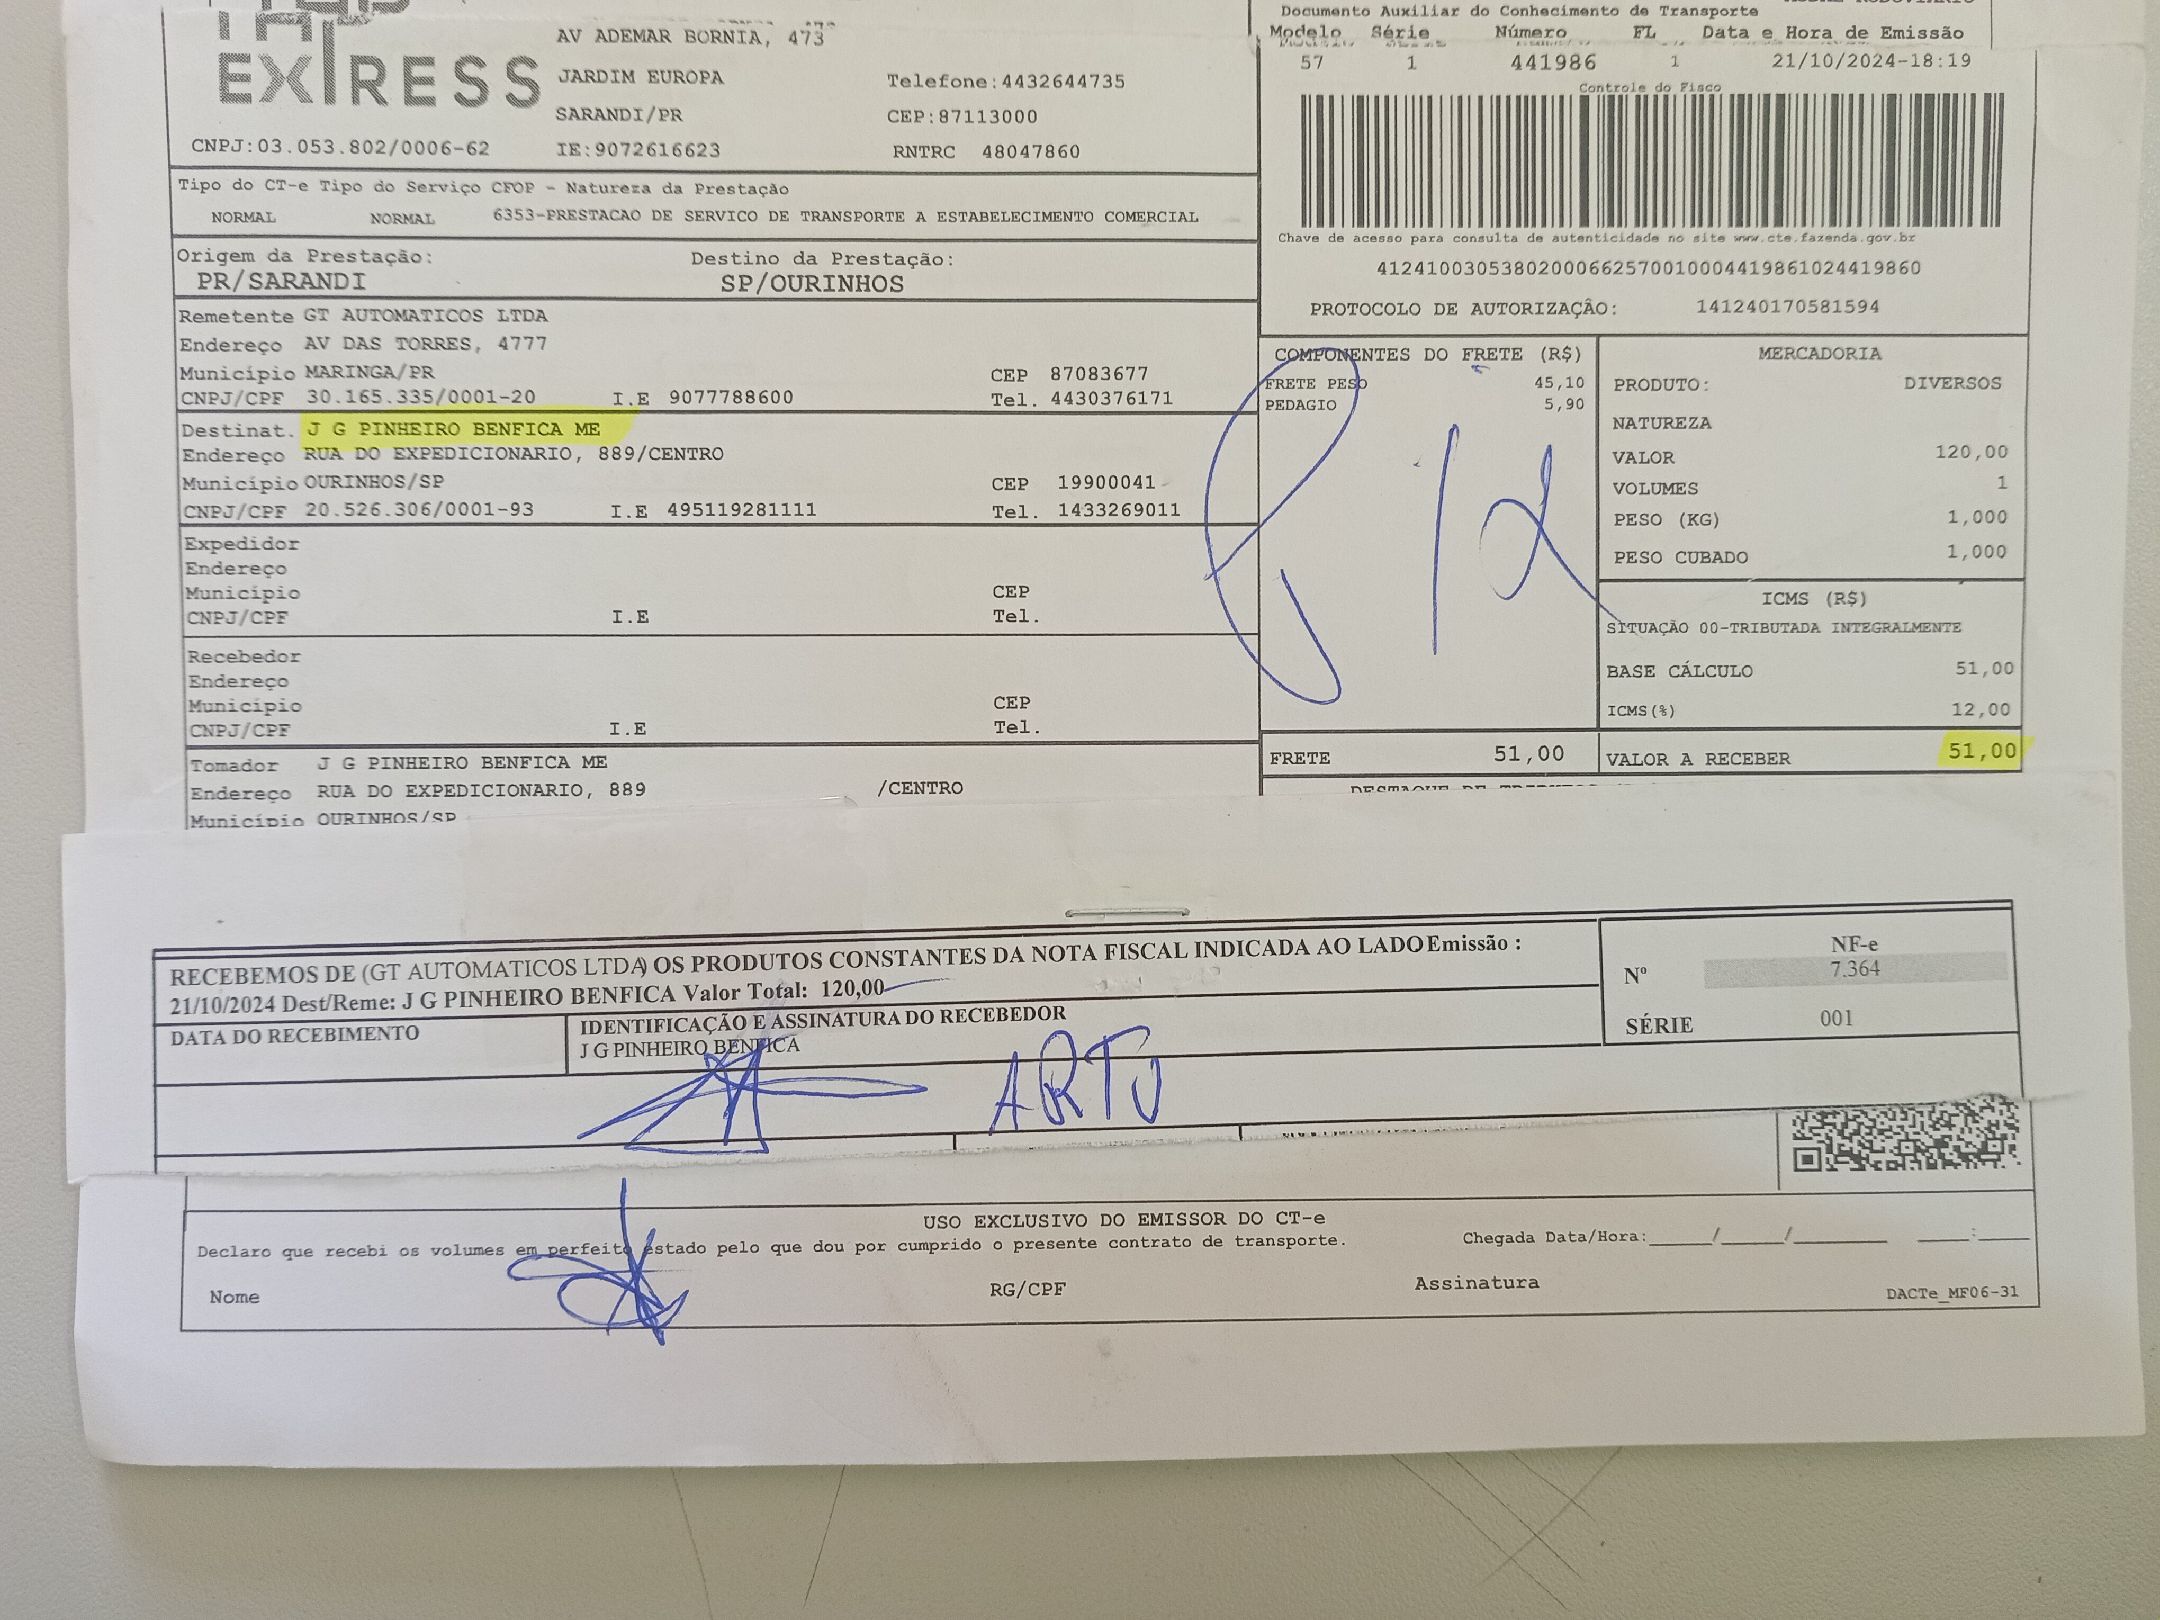 EXPRESS
AV ADEMAR BORNIA, 473
JARDIM EUROPA
Telefone:4432644735
SARANDI/PR
CEP:87113000
CNPJ:03.053.802/0006-62
IE:9072616623
RNTRC 48047860
Documento Auxiliar do Conhecimento de Transporte
Modelo Série Número FL Data e Hora de Emissão
57 1 441986 1 21/10/2024-18:19
Controle do Fisco
Chave de acesso para consulta de autenticidade no site www.cte.fazenda.gov.br
41241003053802000662570010004419861024419860
PROTOCOLO DE AUTORIZAÇÂO: 141240170581594
Tipo do CT-e Tipo do Serviço CFOP - Natureza da Prestação
NORMAL NORMAL 6353-PRESTACAO DE SERVICO DE TRANSPORTE A ESTABELECIMENTO COMERCIAL
Origem da Prestação: Destino da Prestação:
PR/SARANDI SP/OURINHOS
Remetente GT AUTOMATICOS LTDA
Endereço AV DAS TORRES, 4777
Município MARINGA/PR CEP 87083677
CNPJ/CPF 30.165.335/0001-20 I.E 9077788600 Tel. 4430376171
Destinat. J G PINHEIRO BENFICA ME
Endereço RUA DO EXPEDICIONARIO, 889/CENTRO
Município OURINHOS/SP CEP 19900041
CNPJ/CPF 20.526.306/0001-93 I.E 495119281111 Tel. 1433269011
Expedidor
Endereço
Município CEP
CNPJ/CPF I.E Tel.
Recebedor
Endereço
Município CEP
CNPJ/CPF I.E Tel.
Tomador J G PINHEIRO BENFICA ME
Endereço RUA DO EXPEDICIONARIO, 889 /CENTRO
Município OURINHOS/SP
COMPONENTES DO FRETE (R$)
FRETE PESO 45,10
PEDAGIO 5,90
FRETE 51,00
MERCADORIA
PRODUTO: DIVERSOS
NATUREZA
VALOR 120,00
VOLUMES 1
PESO (KG) 1,000
PESO CUBADO 1,000
ICMS (R$)
SITUAÇÃO 00-TRIBUTADA INTEGRALMENTE
BASE CÁLCULO 51,00
ICMS(%) 12,00
VALOR A RECEBER 51,00
RECEBEMOS DE (GT AUTOMATICOS LTDA) OS PRODUTOS CONSTANTES DA NOTA FISCAL INDICADA AO LADO Emissão :
21/10/2024 Dest/Reme: J G PINHEIRO BENFICA Valor Total: 120,00
DATA DO RECEBIMENTO
IDENTIFICAÇÃO E ASSINATURA DO RECEBEDOR
J G PINHEIRO BENFICA
NF-e
Nº 7.364
SÉRIE 001
USO EXCLUSIVO DO EMISSOR DO CT-e
Declaro que recebi os volumes em perfeito estado pelo que dou por cumprido o presente contrato de transporte.
Chegada Data/Hora:_____/_____/_______ ____:____
Nome RG/CPF Assinatura
DACTe_MF06-31